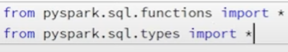 from pyspark.sql.functions import *
from pyspark.sql.types import *